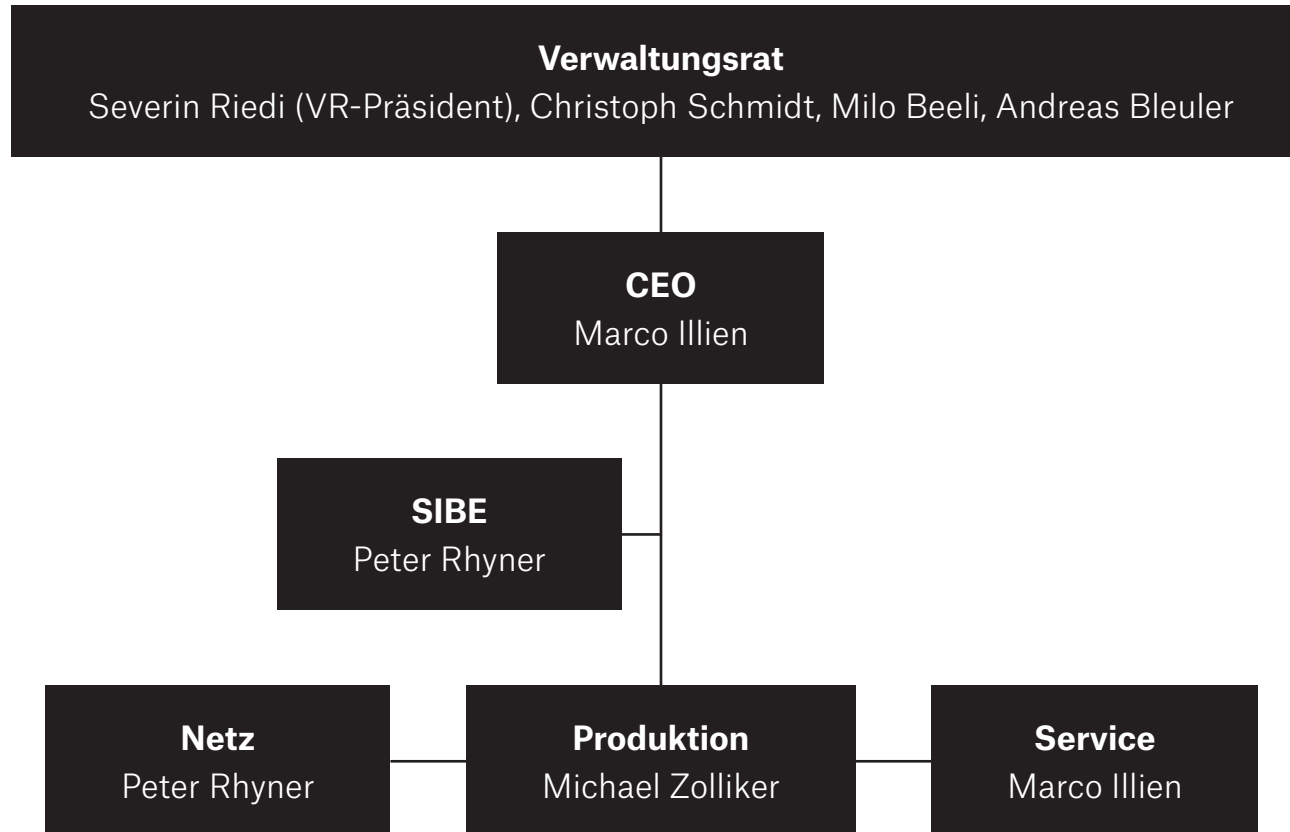 Verwaltungsrat
Severin Riedi (VR-Präsident), Christoph Schmidt, Milo Beeli, Andreas Bleuler
CEO
Marco Illien
SIBE
Peter Rhyner
Netz
Peter Rhyner
Produktion
Michael Zolliker
Service
Marco Illien